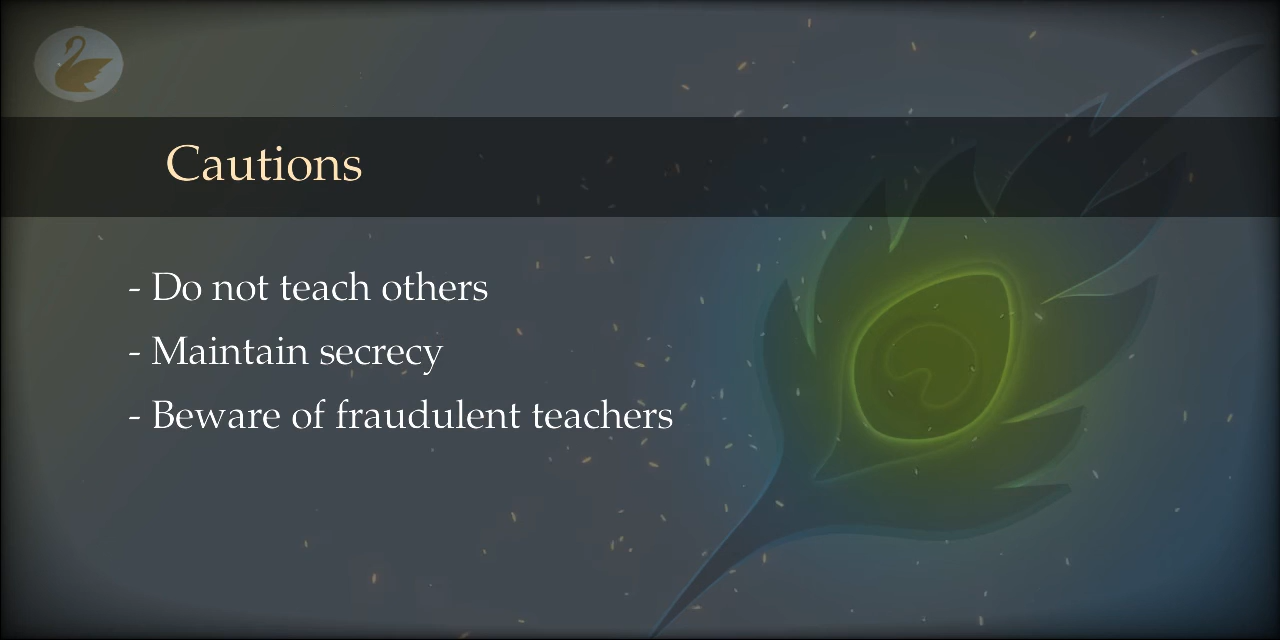 Cautions
- Do not teach others
- Maintain secrecy
- Beware of fraudulent teachers